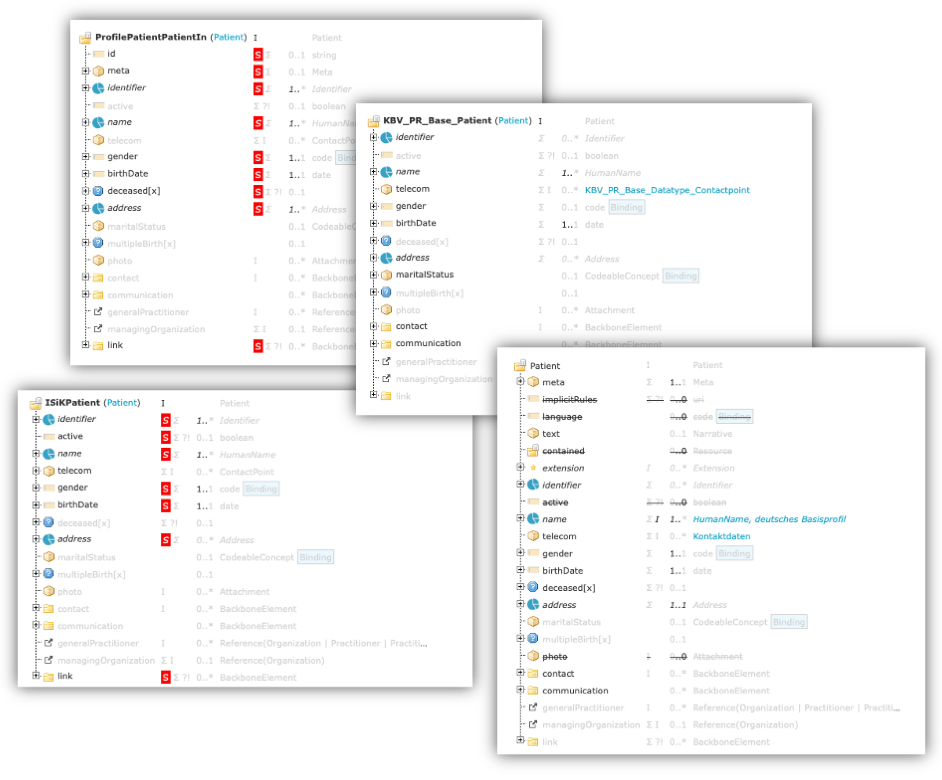 ProfilePatientPatientIn (Patient) I Patient
id S Σ 0..1 string
meta S Σ 0..1 Meta
identifier S Σ 1..* Identifier
active Σ ?! 0..1 boolean
name S Σ 1..* HumanNa
telecom Σ I 0..* ContactPo
gender S Σ 1..1 code Bind
birthDate S Σ 1..1 date
deceased[x] S Σ ?! 0..1
address S Σ 1..* Address
maritalStatus 0..1 CodeableC
multipleBirth[x] 0..1
photo I 0..* Attachmen
contact I 0..* Backbone
communication 0..* Backbone
generalPractitioner I 0..* Reference
managingOrganization Σ I 0..1 Reference
link S Σ ?! 0..* Backbone
KBV_PR_Base_Patient (Patient) I Patient
identifier Σ 0..* Identifier
active Σ ?! 0..1 boolean
name Σ 1..* HumanName
telecom Σ I 0..* KBV_PR_Base_Datatype_Contactpoint
gender Σ 0..1 code Binding
birthDate Σ 1..1 date
deceased[x] Σ ?! 0..1
address Σ 0..* Address
maritalStatus 0..1 CodeableConcept Binding
multipleBirth[x] 0..1
photo I 0..* Attachment
contact I 0..* BackboneElement
communication 0..* BackboneElement
generalPractitioner
managingOrganization
link
ISiKPatient (Patient) I Patient
identifier S Σ 1..* Identifier
active S Σ ?! 0..1 boolean
name S Σ 1..* HumanName
telecom Σ I 0..* ContactPoint
gender S Σ 1..1 code Binding
birthDate S Σ 1..1 date
deceased[x] Σ ?! 0..1
address S Σ 0..* Address
maritalStatus 0..1 CodeableConcept Binding
multipleBirth[x] 0..1
photo I 0..* Attachment
contact I 0..* BackboneElement
communication 0..* BackboneElement
generalPractitioner I 0..* Reference(Organization | Practitioner | Practiti...
managingOrganization Σ I 0..1 Reference(Organization)
link S Σ ?! 0..* BackboneElement
Patient I Patient
meta Σ 1..1 Meta
implicitRules Σ ?! 0..0 uri
language 0..0 code Binding
text 0..1 Narrative
contained 0..0 Resource
extension I 0..* Extension
identifier Σ 0..* Identifier
active Σ ?! 0..0 boolean
name Σ I 1..* HumanName, deutsches Basisprofil
telecom Σ I 0..* Kontaktdaten
gender Σ 1..1 code Binding
birthDate Σ 1..1 date
deceased[x] Σ ?! 0..1
address Σ 1..1 Address
maritalStatus 0..1 CodeableConcept Binding
multipleBirth[x] 0..1
photo I 0..0 Attachment
contact I 0..* BackboneElement
communication 0..* BackboneElement
generalPractitioner I 0..* Reference(Organization | Practitioner | Practiti...
managingOrganization Σ I 0..1 Reference(Organization)
link Σ ?! 0..* BackboneElement